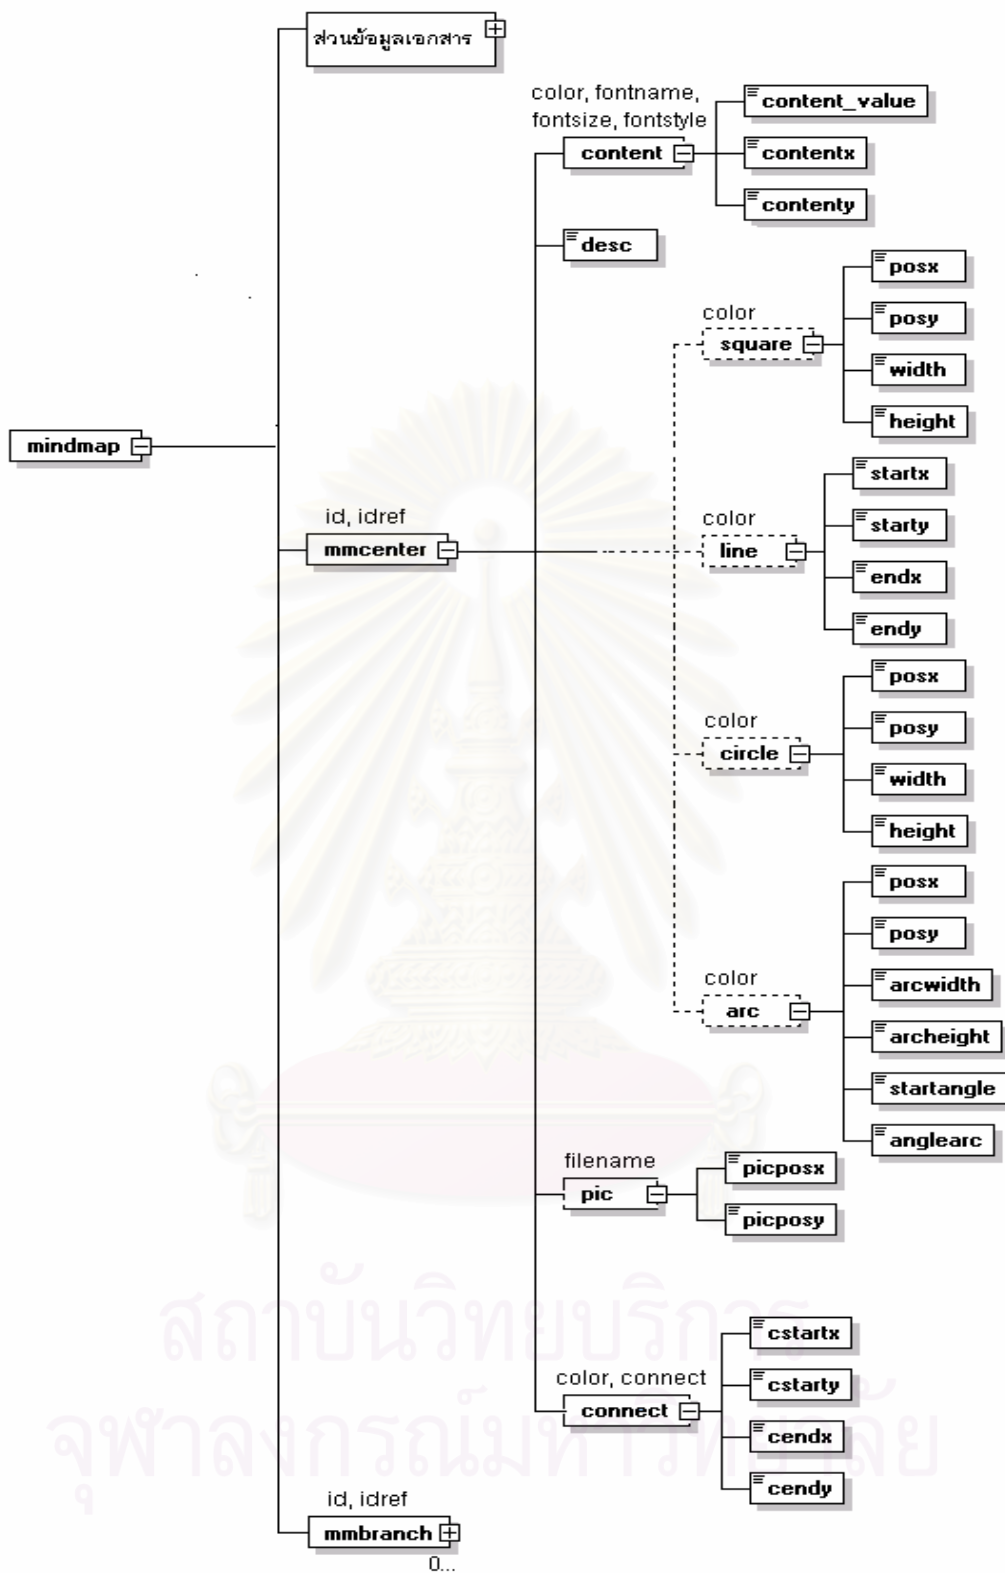 ส่วนข้อมูลเอกสาร
color, fontname,
fontsize, fontstyle
content
content_value
contentx
contenty
desc
color
square
posx
posy
width
height
mindmap
id, idref
mmcenter
color
line
startx
starty
endx
endy
color
circle
posx
posy
width
height
color
arc
posx
posy
arcwidth
archeight
startangle
anglearc
filename
pic
picposx
picposy
color, connect
connect
cstartx
cstarty
cendx
cendy
id, idref
mmbranch
0...
สถาบันวิทยบริการ
จุฬาลงกรณ์มหาวิทยาลัย